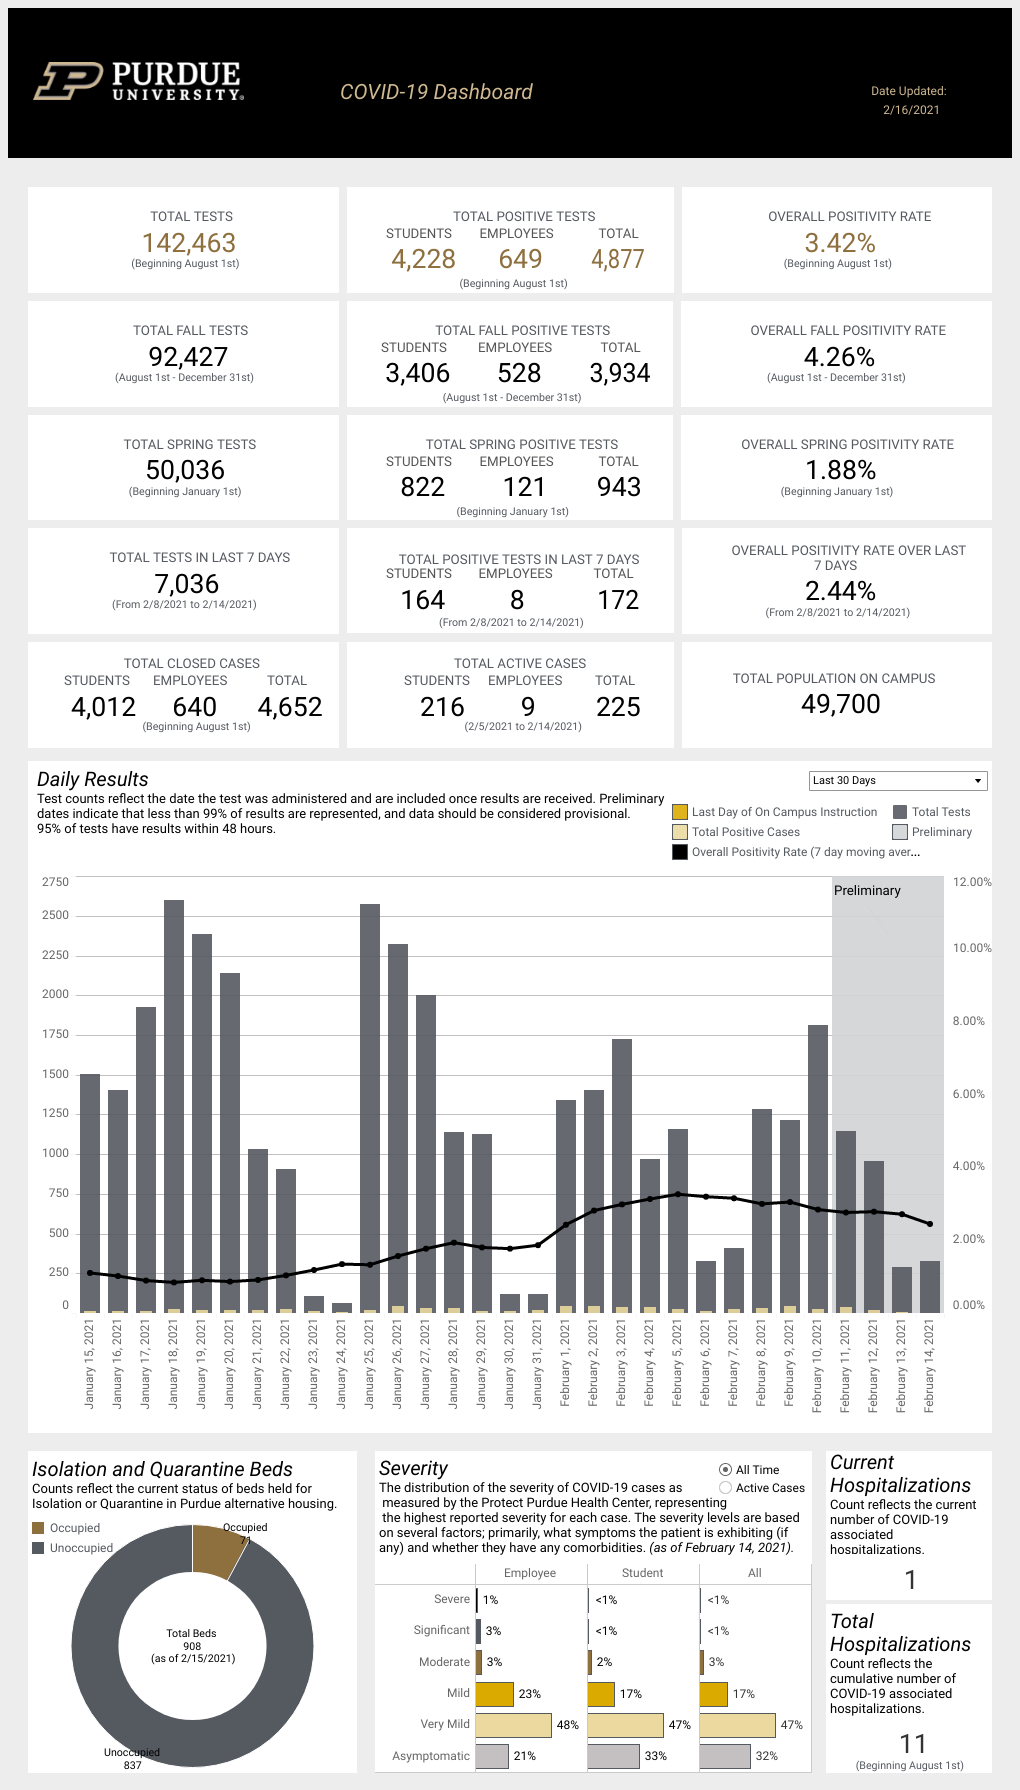 PURDUE
UNIVERSITY®
COVID-19 Dashboard
Date Updated:
2/16/2021
TOTAL TESTS
142,463
(Beginning August 1st)
TOTAL POSITIVE TESTS
STUDENTS EMPLOYEES TOTAL
4,228 649 4,877
(Beginning August 1st)
OVERALL POSITIVITY RATE
3.42%
(Beginning August 1st)
TOTAL FALL TESTS
92,427
(August 1st - December 31st)
TOTAL FALL POSITIVE TESTS
STUDENTS EMPLOYEES TOTAL
3,406 528 3,934
(August 1st - December 31st)
OVERALL FALL POSITIVITY RATE
4.26%
(August 1st - December 31st)
TOTAL SPRING TESTS
50,036
(Beginning January 1st)
TOTAL SPRING POSITIVE TESTS
STUDENTS EMPLOYEES TOTAL
822 121 943
(Beginning January 1st)
OVERALL SPRING POSITIVITY RATE
1.88%
(Beginning January 1st)
TOTAL TESTS IN LAST 7 DAYS
7,036
(From 2/8/2021 to 2/14/2021)
TOTAL POSITIVE TESTS IN LAST 7 DAYS
STUDENTS EMPLOYEES TOTAL
164 8 172
(From 2/8/2021 to 2/14/2021)
OVERALL POSITIVITY RATE OVER LAST
7 DAYS
2.44%
(From 2/8/2021 to 2/14/2021)
TOTAL CLOSED CASES
STUDENTS EMPLOYEES TOTAL
4,012 640 4,652
(Beginning August 1st)
TOTAL ACTIVE CASES
STUDENTS EMPLOYEES TOTAL
216 9 225
(2/5/2021 to 2/14/2021)
TOTAL POPULATION ON CAMPUS
49,700
Daily Results
Test counts reflect the date the test was administered and are included once results are received. Preliminary
dates indicate that less than 99% of results are represented, and data should be considered provisional.
95% of tests have results within 48 hours.
Last 30 Days
Last Day of On Campus Instruction
Total Tests
Total Positive Cases
Preliminary
Overall Positivity Rate (7 day moving aver...
2750
2500
2250
2000
1750
1500
1250
1000
750
500
250
0
Preliminary
12.00%
10.00%
8.00%
6.00%
4.00%
2.00%
0.00%
January 15, 2021
January 16, 2021
January 17, 2021
January 18, 2021
January 19, 2021
January 20, 2021
January 21, 2021
January 22, 2021
January 23, 2021
January 24, 2021
January 25, 2021
January 26, 2021
January 27, 2021
January 28, 2021
January 29, 2021
January 30, 2021
January 31, 2021
February 1, 2021
February 2, 2021
February 3, 2021
February 4, 2021
February 5, 2021
February 6, 2021
February 7, 2021
February 8, 2021
February 9, 2021
February 10, 2021
February 11, 2021
February 12, 2021
February 13, 2021
February 14, 2021
Isolation and Quarantine Beds
Counts reflect the current status of beds held for
Isolation or Quarantine in Purdue alternative housing.
Occupied
Unoccupied
Occupied
71
Total Beds
908
(as of 2/15/2021)
Unoccupied
837
Severity
All Time
Active Cases
The distribution of the severity of COVID-19 cases as
measured by the Protect Purdue Health Center, representing
the highest reported severity for each case. The severity levels are based
on several factors; primarily, what symptoms the patient is exhibiting (if
any) and whether they have any comorbidities. (as of February 14, 2021).
Employee Student All
Severe 1% <1% <1%
Significant 3% <1% <1%
Moderate 3% 2% 3%
Mild 23% 17% 17%
Very Mild 48% 47% 47%
Asymptomatic 21% 33% 32%
Current
Hospitalizations
Count reflects the current
number of COVID-19
associated
hospitalizations.
1
Total
Hospitalizations
Count reflects the
cumulative number of
COVID-19 associated
hospitalizations.
11
(Beginning August 1st)